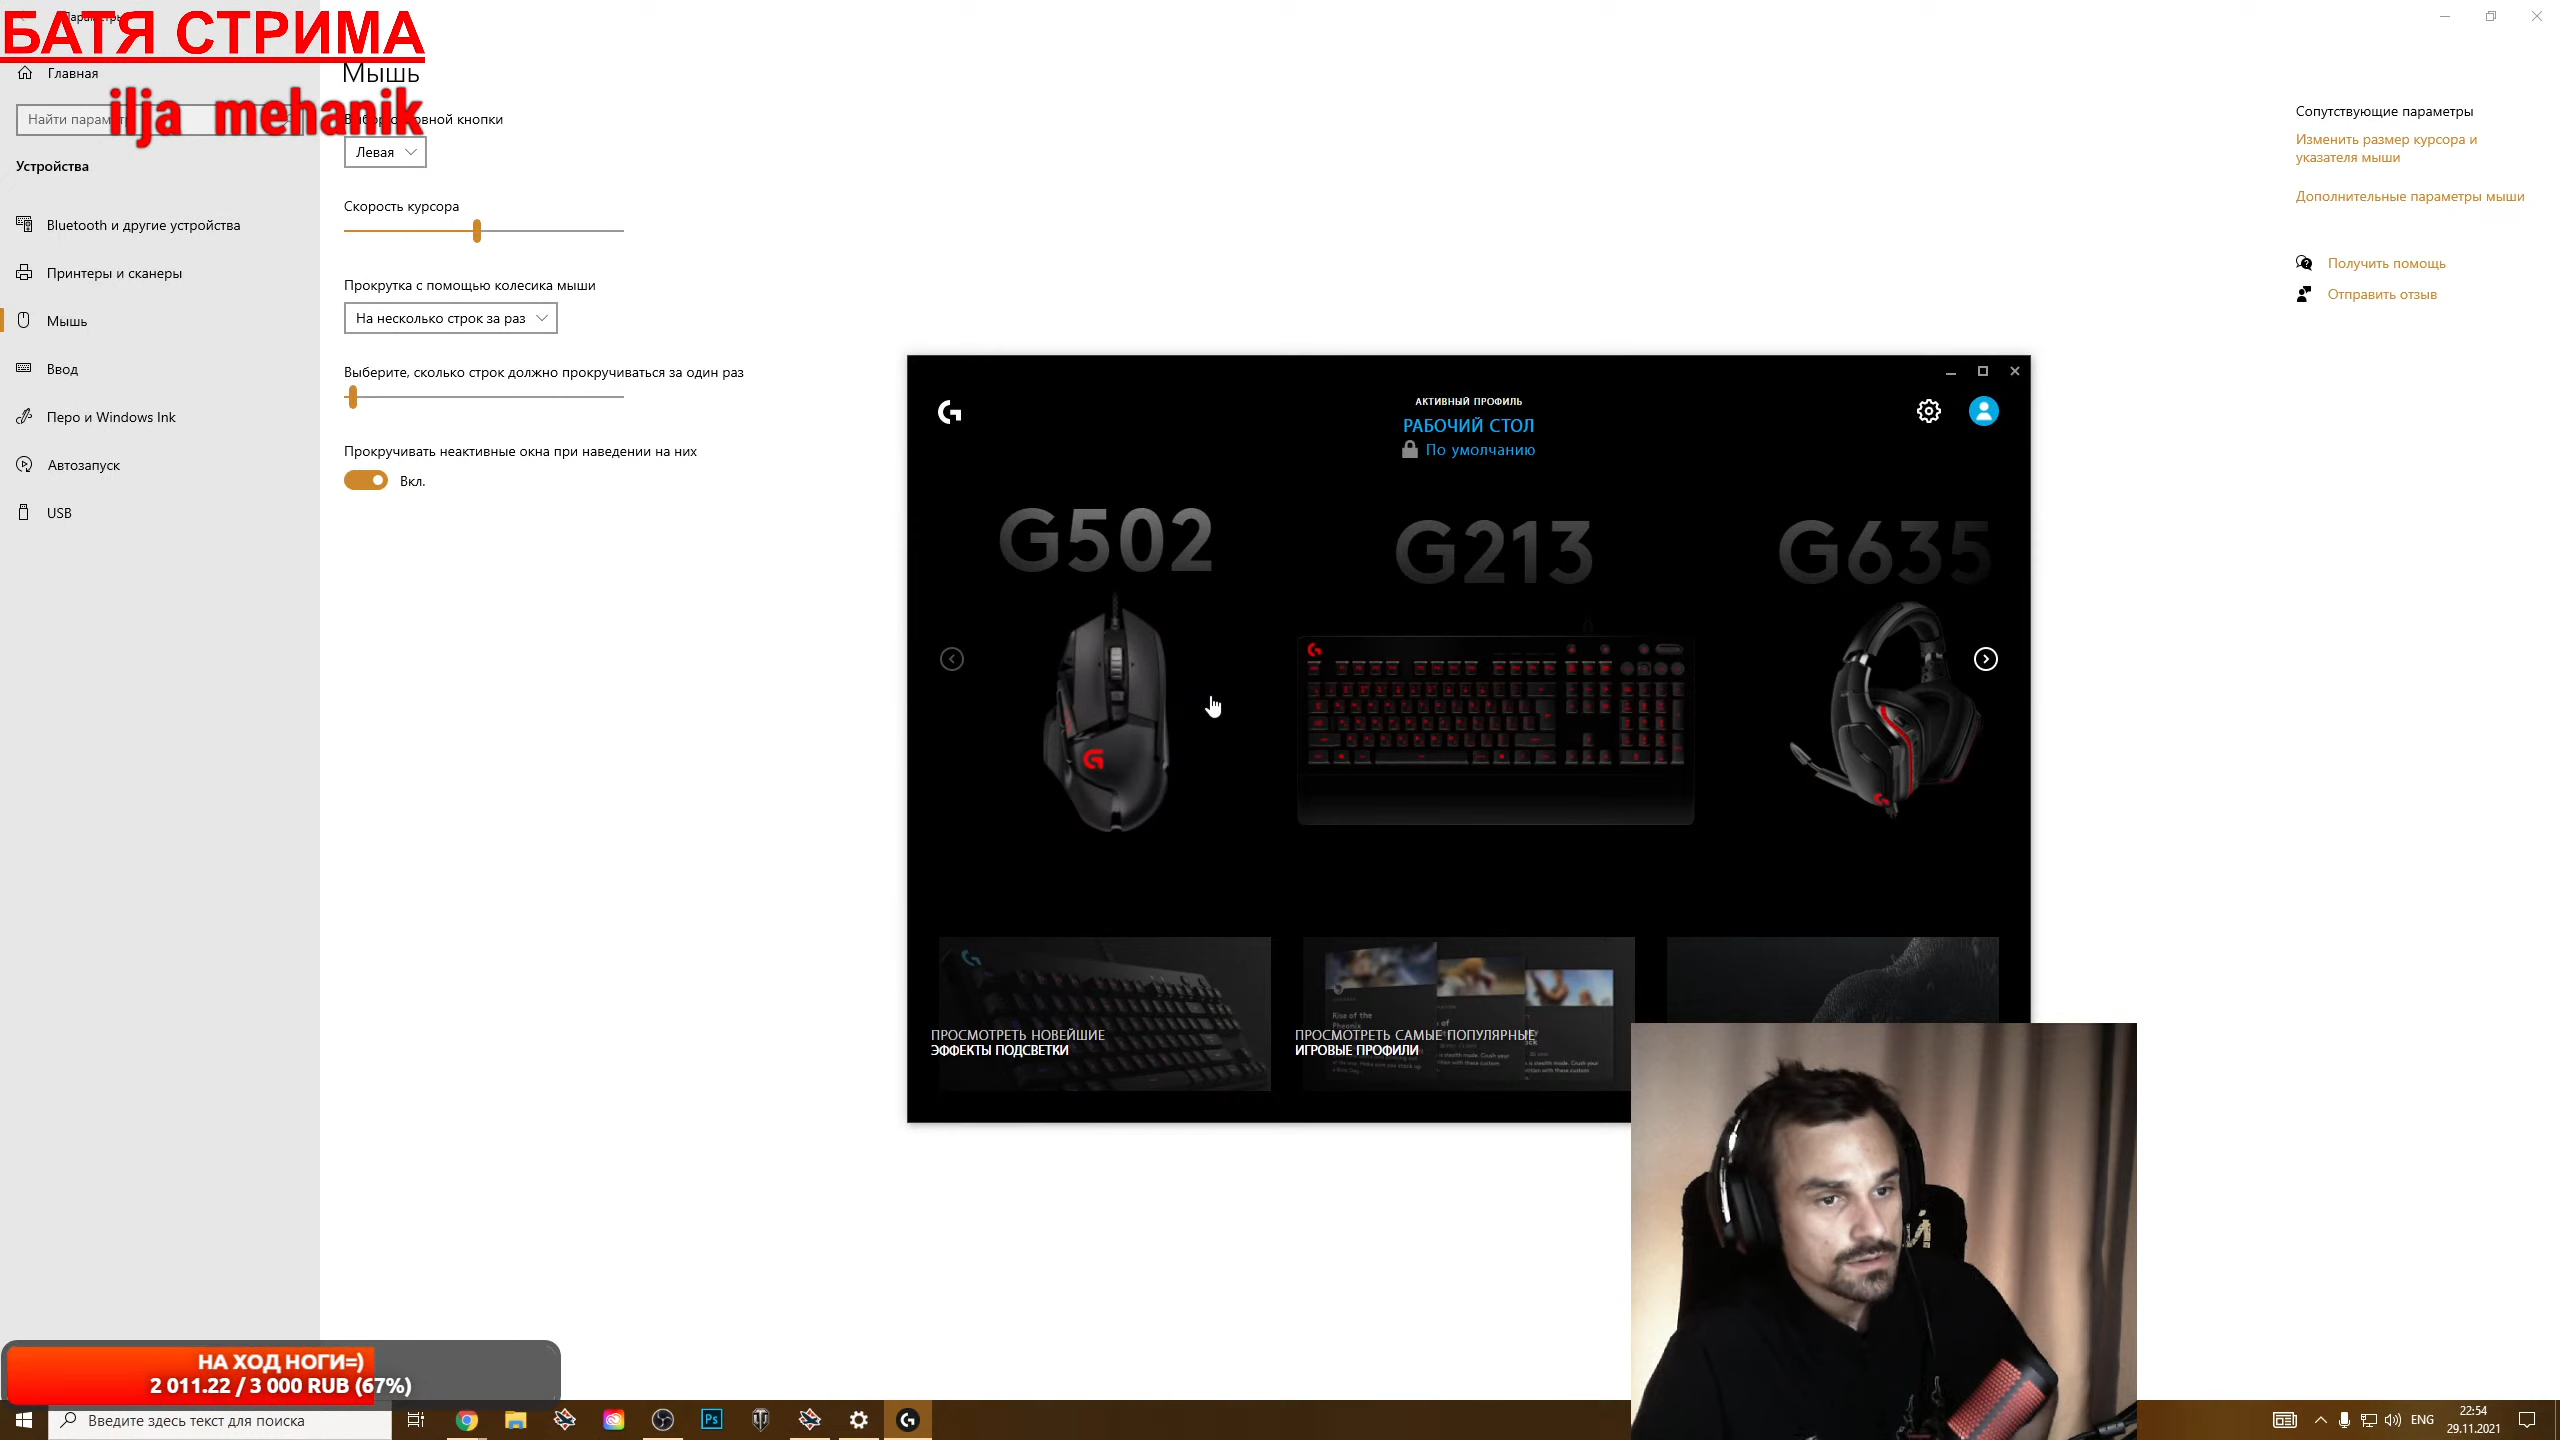 БАТЯ СТРИМА
ilja mehanik
Главная
Найти
Устройства
Bluetooth и другие устройства
Принтеры и сканеры
Мышь
Ввод
Перо и Windows Ink
Автозапуск
USB
Мышь
кнопки
Левая
Скорость курсора
Прокрутка с помощью колесика мыши
На несколько строк за раз
Выберите, сколько строк должно прокручиваться за один раз
Прокручивать неактивные окна при наведении на них
Вкл.
Сопутствующие параметры
Изменить размер курсора и
указателя мыши
Дополнительные параметры мыши
Получить помощь
Отправить отзыв
АКТИВНЫЙ ПРОФИЛЬ
РАБОЧИЙ СТОЛ
По умолчанию
G502
G213
G635
ПРОСМОТРЕТЬ НОВЕЙШИЕ
ЭФФЕКТЫ ПОДСВЕТКИ
Rise of the
ПРОСМОТРЕТЬ САМЫЕ ПОПУЛЯРНЫЕ
ИГРОВЫЕ ПРОФИЛИ
НА ХОД НОГИ=)
2 011.22 / 3 000 RUB (67%)
Введите здесь текст для поиска
Ps
ENG
22:54
29.11.2021